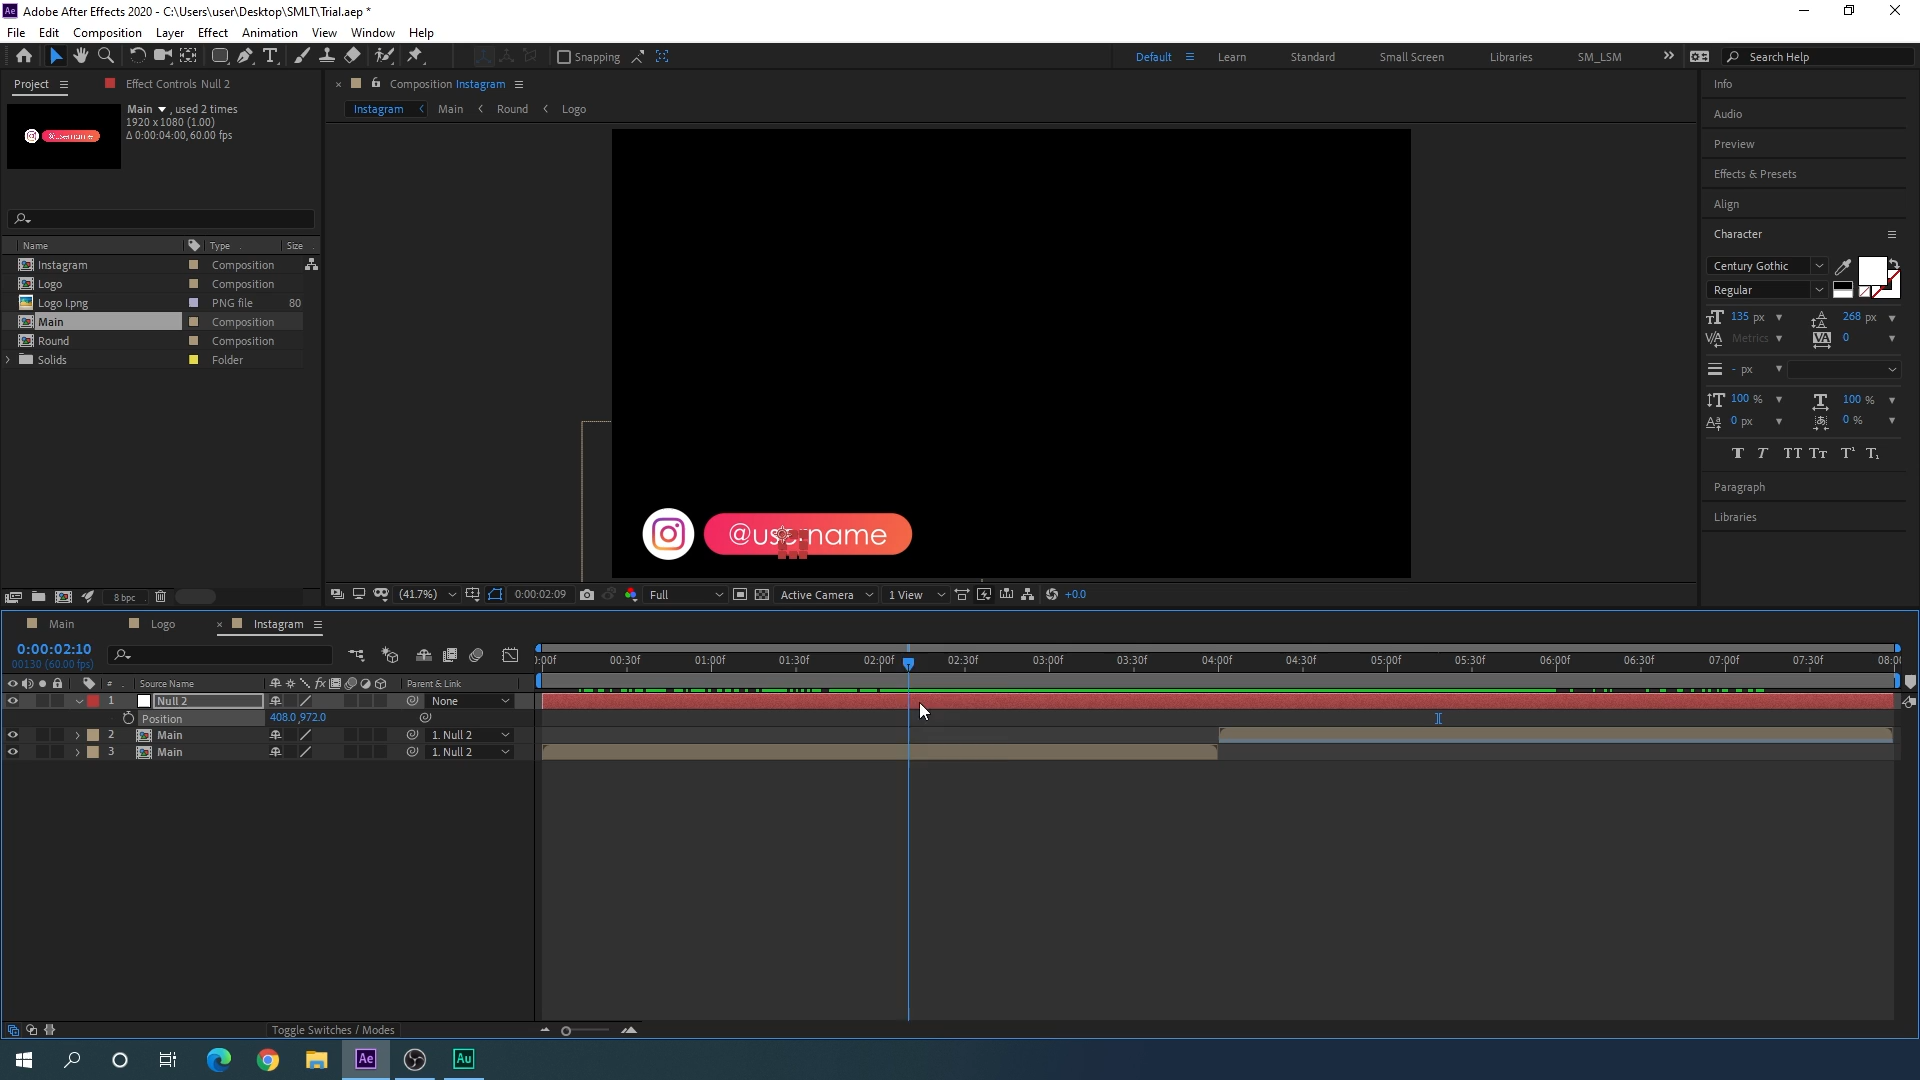 Adobe After Effects 2020 - C:\Users\user\Desktop\SMLT\Trial.aep *
File Edit Composition Layer Effect Animation View Window Help
Snapping Default Learn Standard Small Screen Libraries SM_LSM Search Help
Project Effect Controls Null 2
Main , used 2 times
1920 x 1080 (1.00)
Δ 0:00:04:00, 60.00 fps
Name Type Size
Instagram Composition
Logo Composition
Logo I.png PNG file 80
Main Composition
Round Composition
Solids Folder
8 bpc
Composition Instagram
Instagram Main Round Logo
@username
(41.7%) 0:00:02:09 Full Active Camera 1 View +0.0
Info
Audio
Preview
Effects & Presets
Align
Character
Century Gothic
Regular
135 px 268 px
Metrics 0
- px
100 % 100 %
0 px 0 %
Paragraph
Libraries
Main Logo Instagram
0:00:02:10
00130 (60.00 fps)
:00f 00:30f 01:00f 01:30f 02:00f 02:30f 03:00f 03:30f 04:00f 04:30f 05:00f 05:30f 06:00f 06:30f 07:00f 07:30f 08:00
# Source Name fx Parent & Link
1 Null 2 None
Position 408.0,972.0
2 Main 1. Null 2
3 Main 1. Null 2
Toggle Switches / Modes
Ae Au